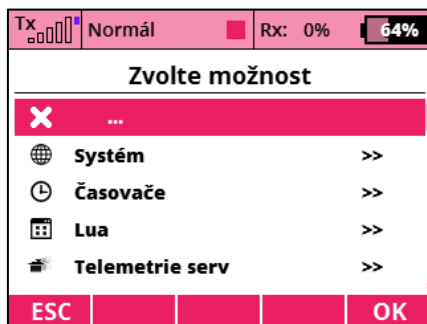 Tx Normál Rx: 0% 64%
Zvolte možnost
...
Systém >>
Časovače >>
Lua >>
Telemetrie serv >>
ESC OK